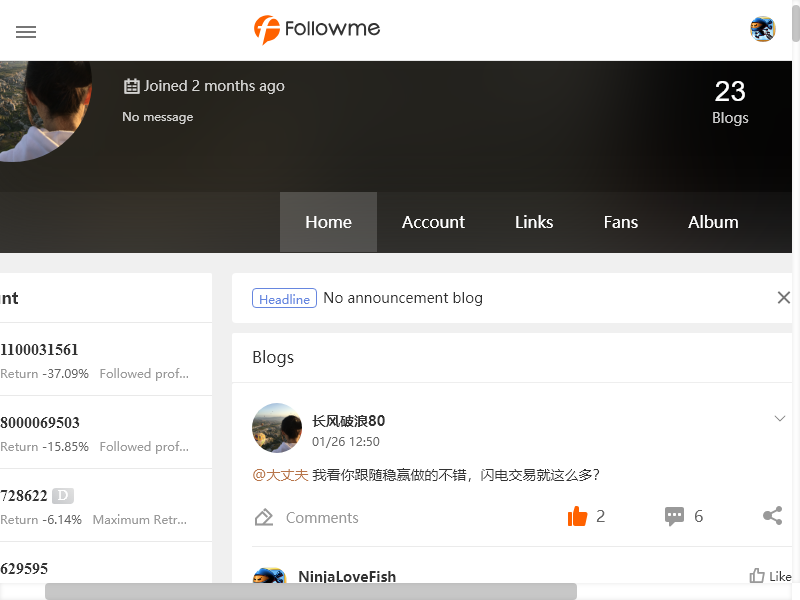 Followme
Joined 2 months ago
No message
23
Blogs
Home Account Links Fans Album
nt
1100031561
Return -37.09% Followed prof...
8000069503
Return -15.85% Followed prof...
728622 D
Return -6.14% Maximum Retr...
629595
Headline No announcement blog
Blogs
长风破浪80
01/26 12:50
@大丈夫 我看你跟随稳赢做的不错，闪电交易就这么多？
Comments 2 6
NinjaLoveFish Like